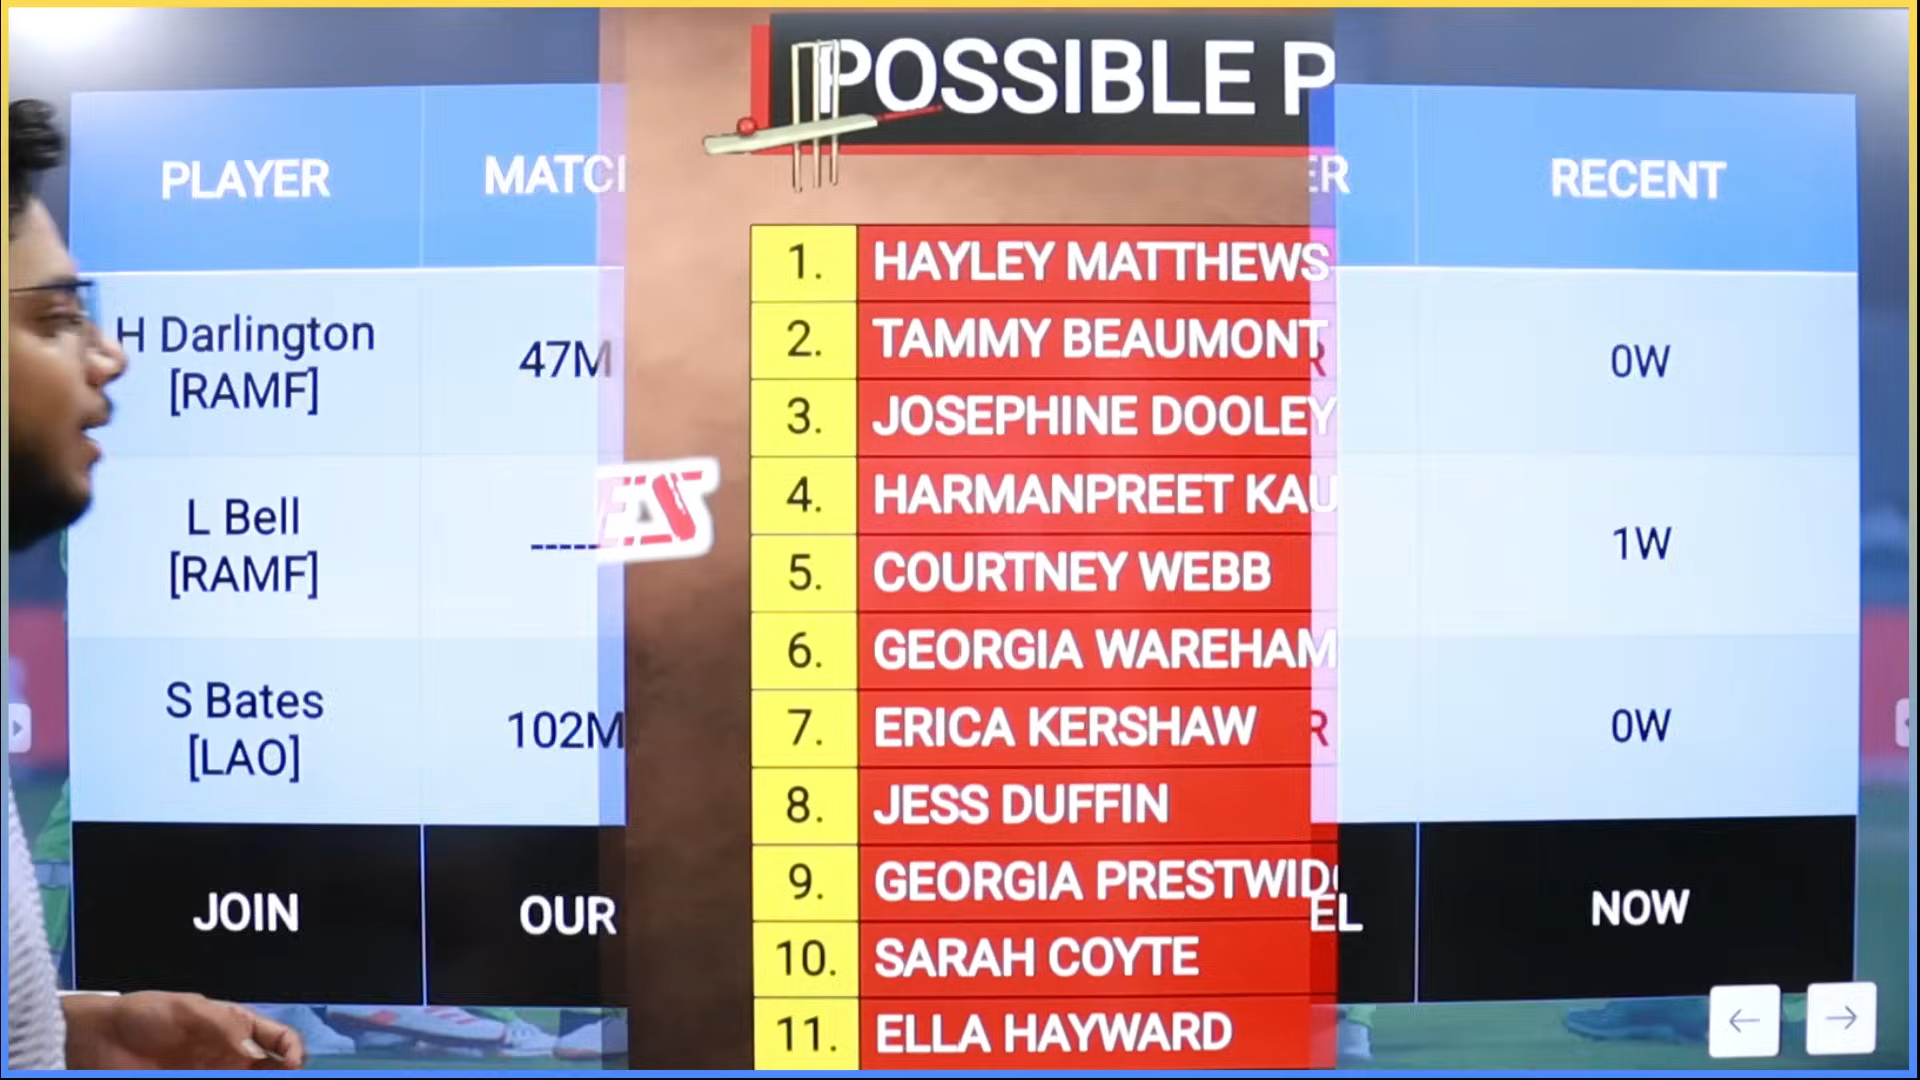 POSSIBLE P
PLAYER MATC ER RECENT
1. HAYLEY MATTHEWS
H Darlington
[RAMF]
47M
0W
2. TAMMY BEAUMONT
R
3. JOSEPHINE DOOLEY
4. HARMANPREET KAU
L Bell
[RAMF]
-----
1W
5. COURTNEY WEBB
6. GEORGIA WAREHAM
S Bates
[LAO]
102M
R
0W
7. ERICA KERSHAW
8. JESS DUFFIN
9. GEORGIA PRESTWID
JOIN OUR EL NOW
10. SARAH COYTE
11. ELLA HAYWARD